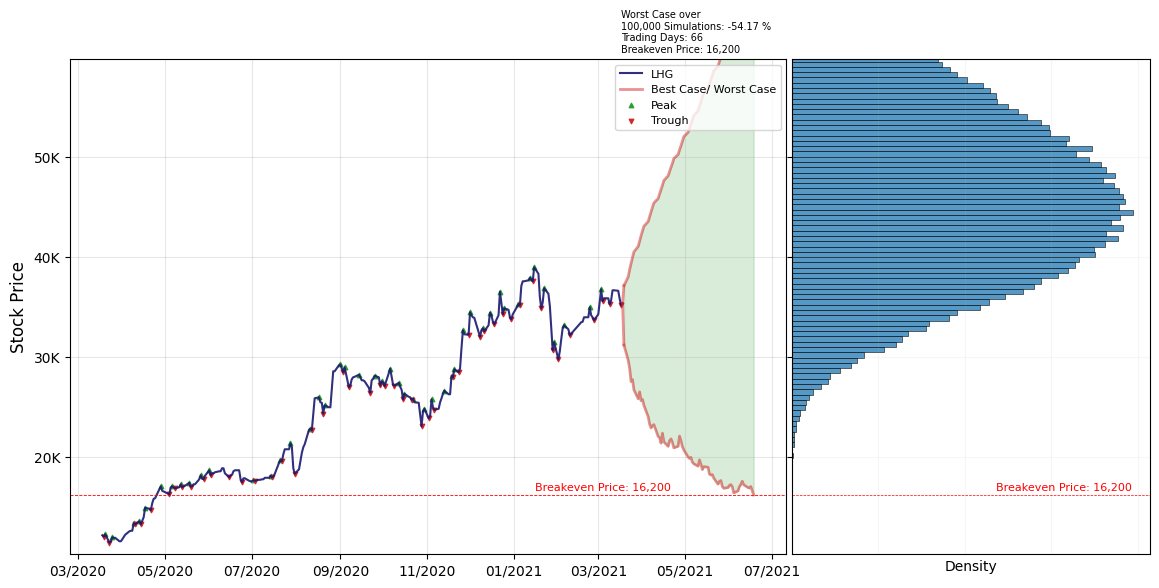 Worst Case over
100,000 Simulations: -54.17 %
Trading Days: 66
Breakeven Price: 16,200
LHG
Best Case/ Worst Case
Peak
Trough
Stock Price
50K
40K
30K
20K
Breakeven Price: 16,200
Breakeven Price: 16,200
03/2020
05/2020
07/2020
09/2020
11/2020
01/2021
03/2021
05/2021
07/2021
Density